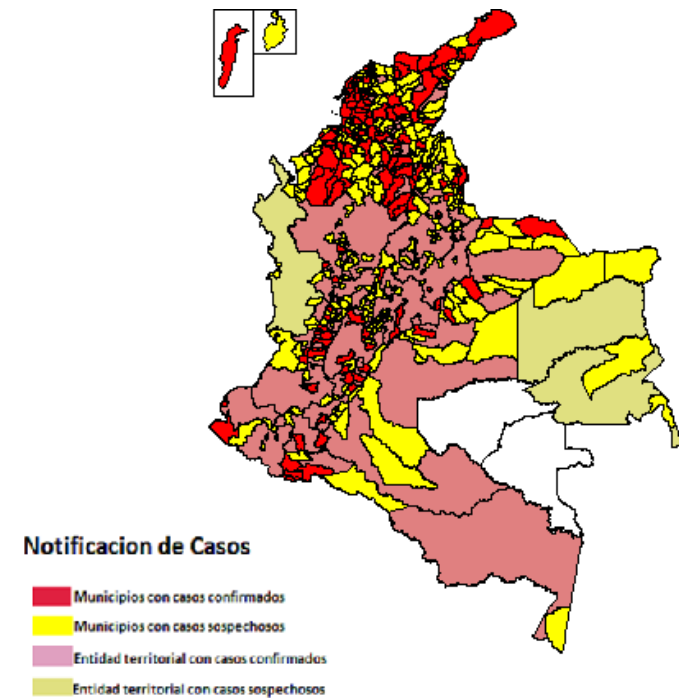 Notificacion de Casos
Municipios con casos confirmados
Municipios con casos sospechosos
Entidad territorial con casos confirmados
Entidad territorial con casos sospechosos